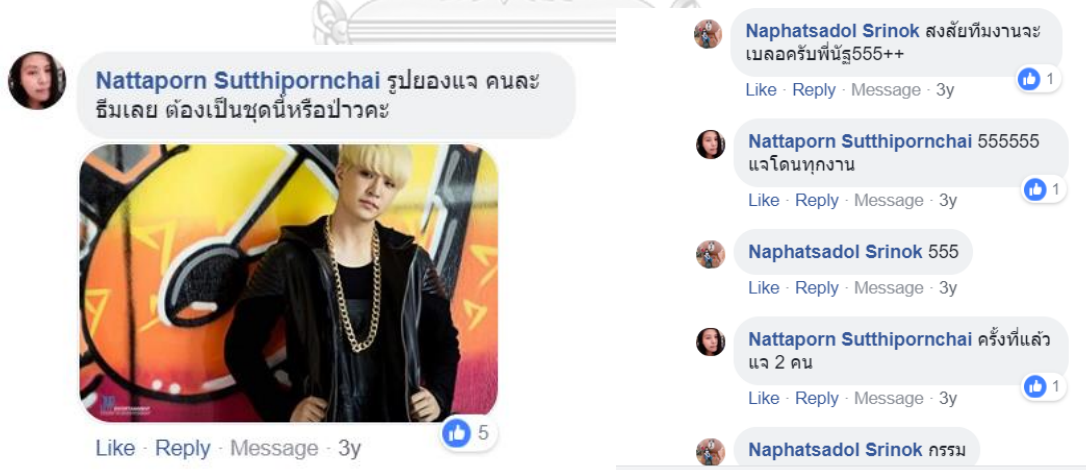 Nattaporn Sutthipornchai รูปยองแจ คนละ
ธีมเลย ต้องเป็นชุดนี้หรือป่าวคะ
ENTERTAINMENT
Like · Reply · Message · 3y
5
Naphatsadol Srinok สงสัยทีมงานจะ
เบลอครับพี่นัฐ555++
Like · Reply · Message · 3y
1
Nattaporn Sutthipornchai 555555
แจโดนทุกงาน
Like · Reply · Message · 3y
1
Naphatsadol Srinok 555
Like · Reply · Message · 3y
Nattaporn Sutthipornchai ครั้งที่แล้ว
แจ 2 คน
Like · Reply · Message · 3y
1
Naphatsadol Srinok กรรม